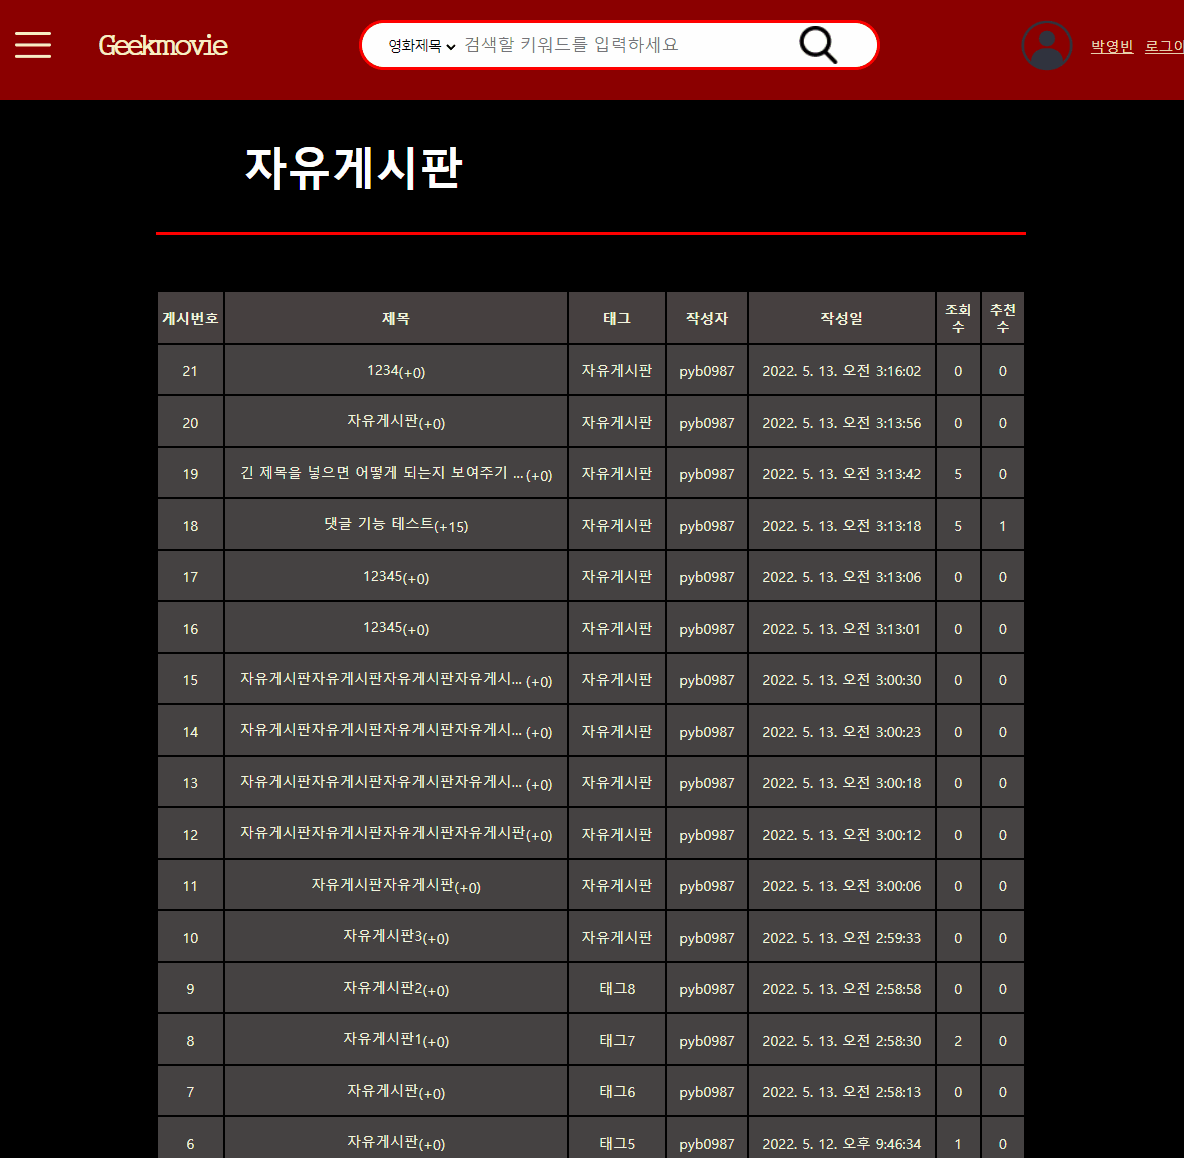 Geekmovie 영화제목 검색할 키워드를 입력하세요 박영빈
자유게시판
게시번호 제목 태그 작성자 작성일 조회수 추천수
21 1234(+0) 자유게시판 pyb0987 2022. 5. 13. 오전 3:16:02 0 0
20 자유게시판(+0) 자유게시판 pyb0987 2022. 5. 13. 오전 3:13:56 0 0
19 긴 제목을 넣으면 어떻게 되는지 보여주기 ...(+0) 자유게시판 pyb0987 2022. 5. 13. 오전 3:13:42 5 0
18 댓글 기능 테스트(+15) 자유게시판 pyb0987 2022. 5. 13. 오전 3:13:18 5 1
17 12345(+0) 자유게시판 pyb0987 2022. 5. 13. 오전 3:13:06 0 0
16 12345(+0) 자유게시판 pyb0987 2022. 5. 13. 오전 3:13:01 0 0
15 자유게시판자유게시판자유게시판자유게시...(+0) 자유게시판 pyb0987 2022. 5. 13. 오전 3:00:30 0 0
14 자유게시판자유게시판자유게시판자유게시...(+0) 자유게시판 pyb0987 2022. 5. 13. 오전 3:00:23 0 0
13 자유게시판자유게시판자유게시판자유게시...(+0) 자유게시판 pyb0987 2022. 5. 13. 오전 3:00:18 0 0
12 자유게시판자유게시판자유게시판자유게시판(+0) 자유게시판 pyb0987 2022. 5. 13. 오전 3:00:12 0 0
11 자유게시판자유게시판(+0) 자유게시판 pyb0987 2022. 5. 13. 오전 3:00:06 0 0
10 자유게시판3(+0) 자유게시판 pyb0987 2022. 5. 13. 오전 2:59:33 0 0
9 자유게시판2(+0) 태그8 pyb0987 2022. 5. 13. 오전 2:58:58 0 0
8 자유게시판1(+0) 태그7 pyb0987 2022. 5. 13. 오전 2:58:30 2 0
7 자유게시판(+0) 태그6 pyb0987 2022. 5. 13. 오전 2:58:13 0 0
6 자유게시판(+0) 태그5 pyb0987 2022. 5. 12. 오후 9:46:34 1 0